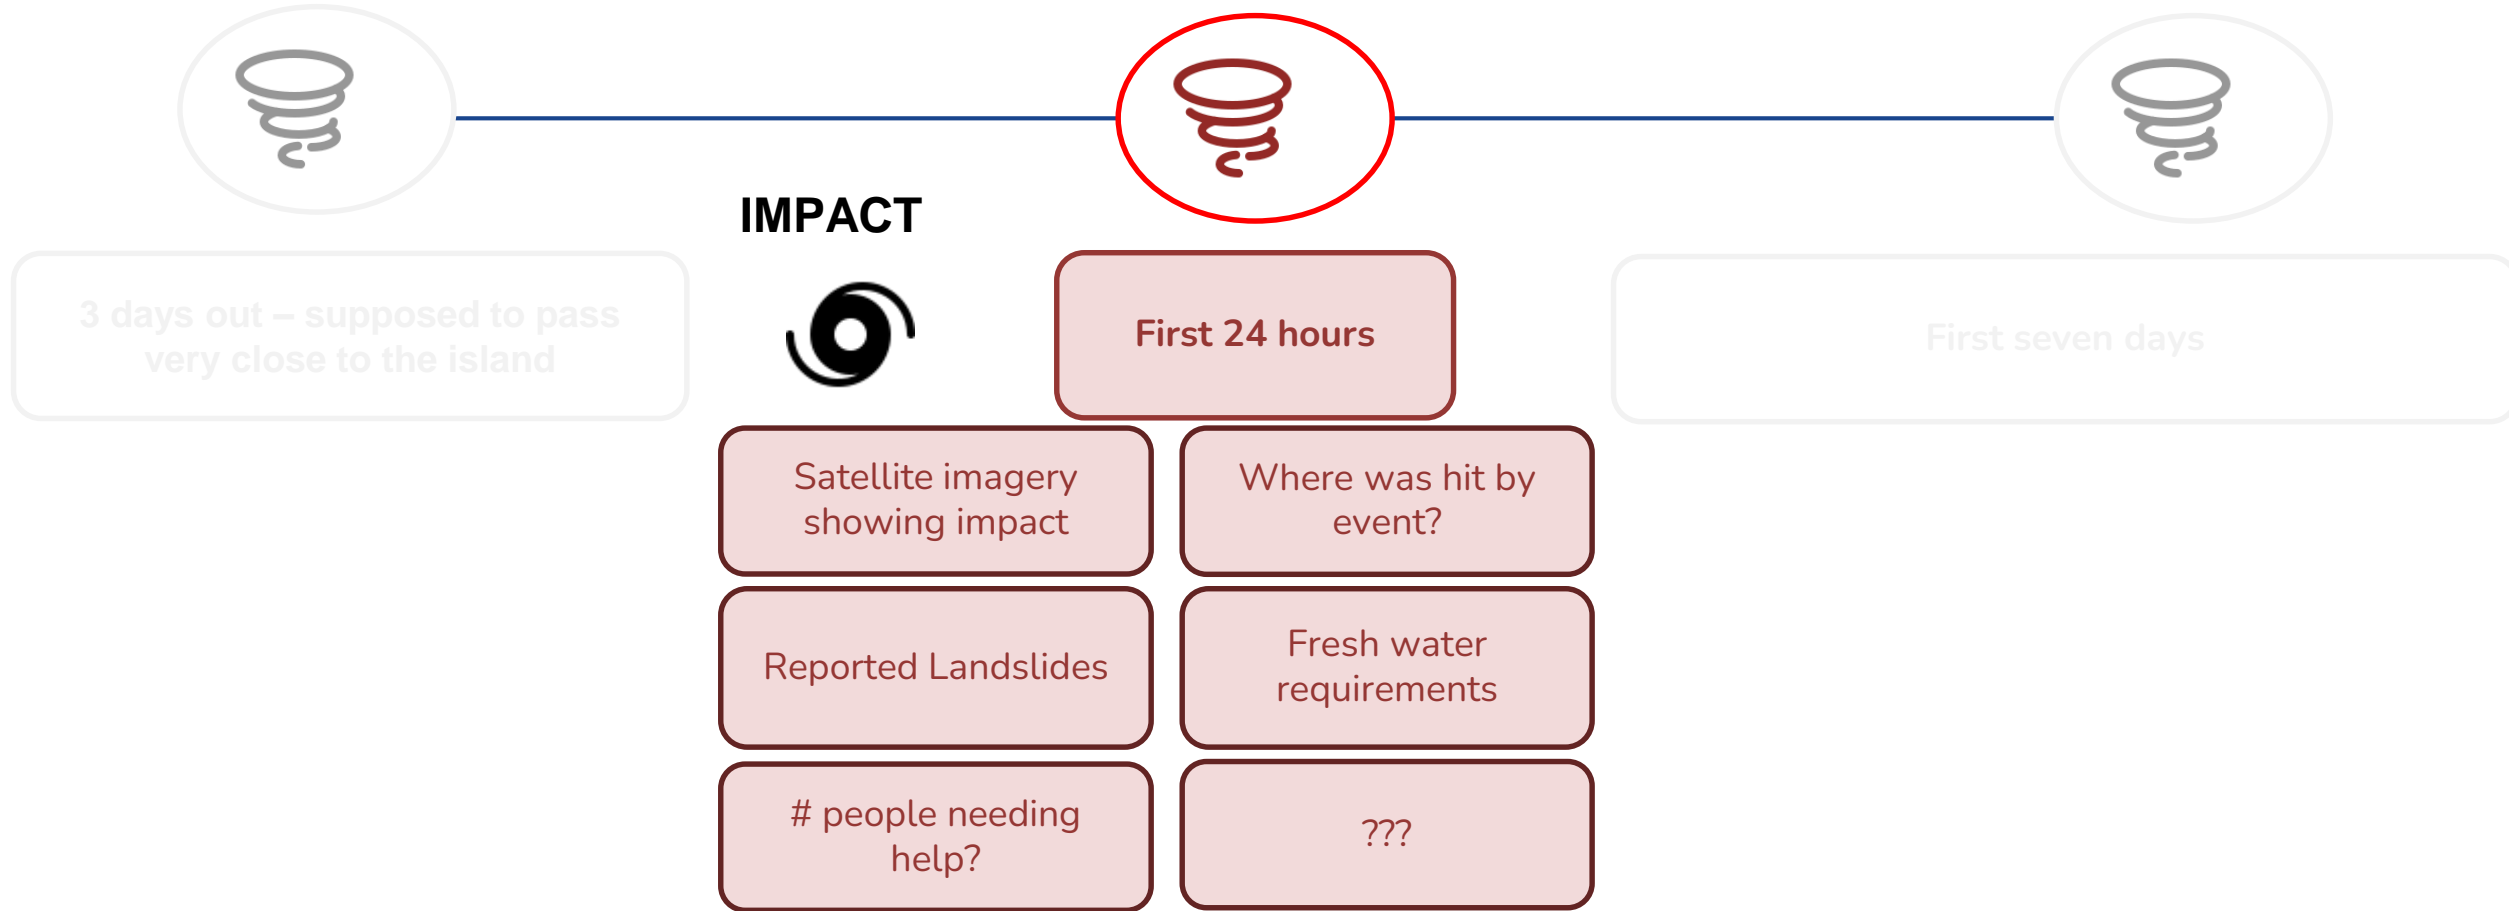 IMPACT
3 days out – supposed to pass
very close to the island
First 24 hours
First seven days
Satellite imagery
showing impact
Where was hit by
event?
Reported Landslides
Fresh water
requirements
# people needing
help?
???